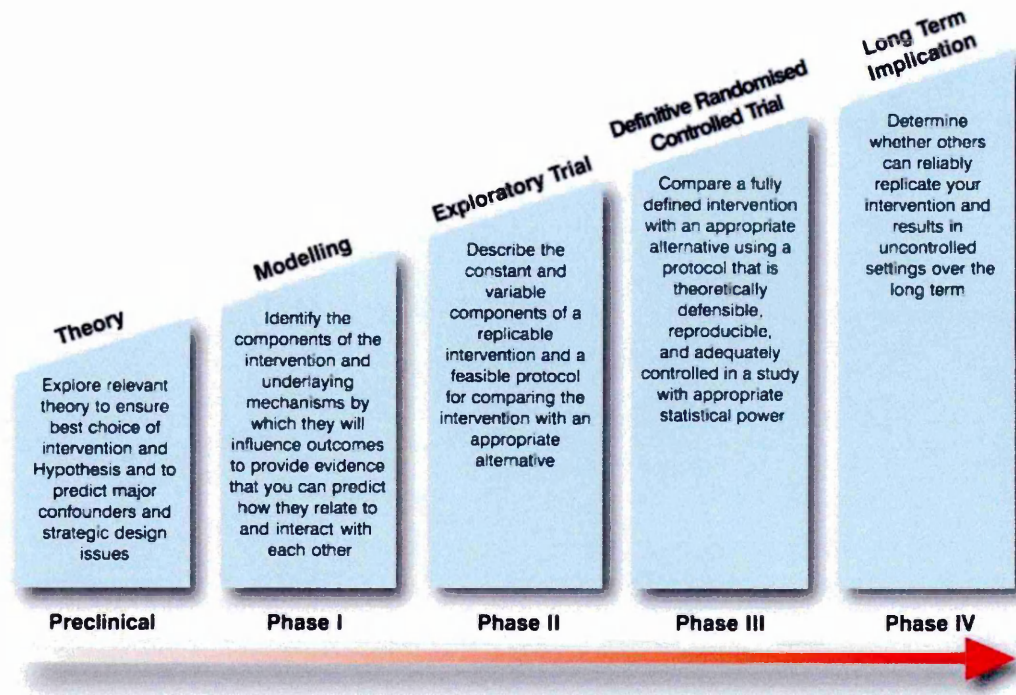 Theory
Explore relevant
theory to ensure
best choice of
intervention and
Hypothesis and to
predict major
confounders and
strategic design
issues
Preclinical
Modelling
Identify the
components of the
intervention and
underlaying
mechanisms by
which they will
influence outcomes
to provide evidence
that you can predict
how they relate to
and interact with
each other
Phase I
Exploratory Trial
Describe the
constant and
variable
components of a
replicable
intervention and a
feasible protocol
for comparing the
intervention with an
appropriate
alternative
Phase II
Definitive Randomised
Controlled Trial
Compare a fully
defined intervention
with an appropriate
alternative using a
protocol that is
theoretically
defensible,
reproducible,
and adequately
controlled in a study
with appropriate
statistical power
Phase III
Long Term
Implication
Determine
whether others
can reliably
replicate your
intervention and
results in
uncontrolled
settings over the
long term
Phase IV